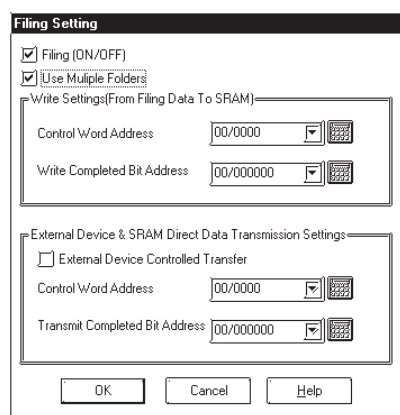 Filing Setting
Filing (ON/OFF)
Use Muliple Folders
Write Settings(From Filing Data To SRAM)
Control Word Address 00/0000
Write Completed Bit Address 00/000000
External Device & SRAM Direct Data Transmission Settings
External Device Controlled Transfer
Control Word Address 00/0000
Transmit Completed Bit Address 00/000000
OK Cancel Help